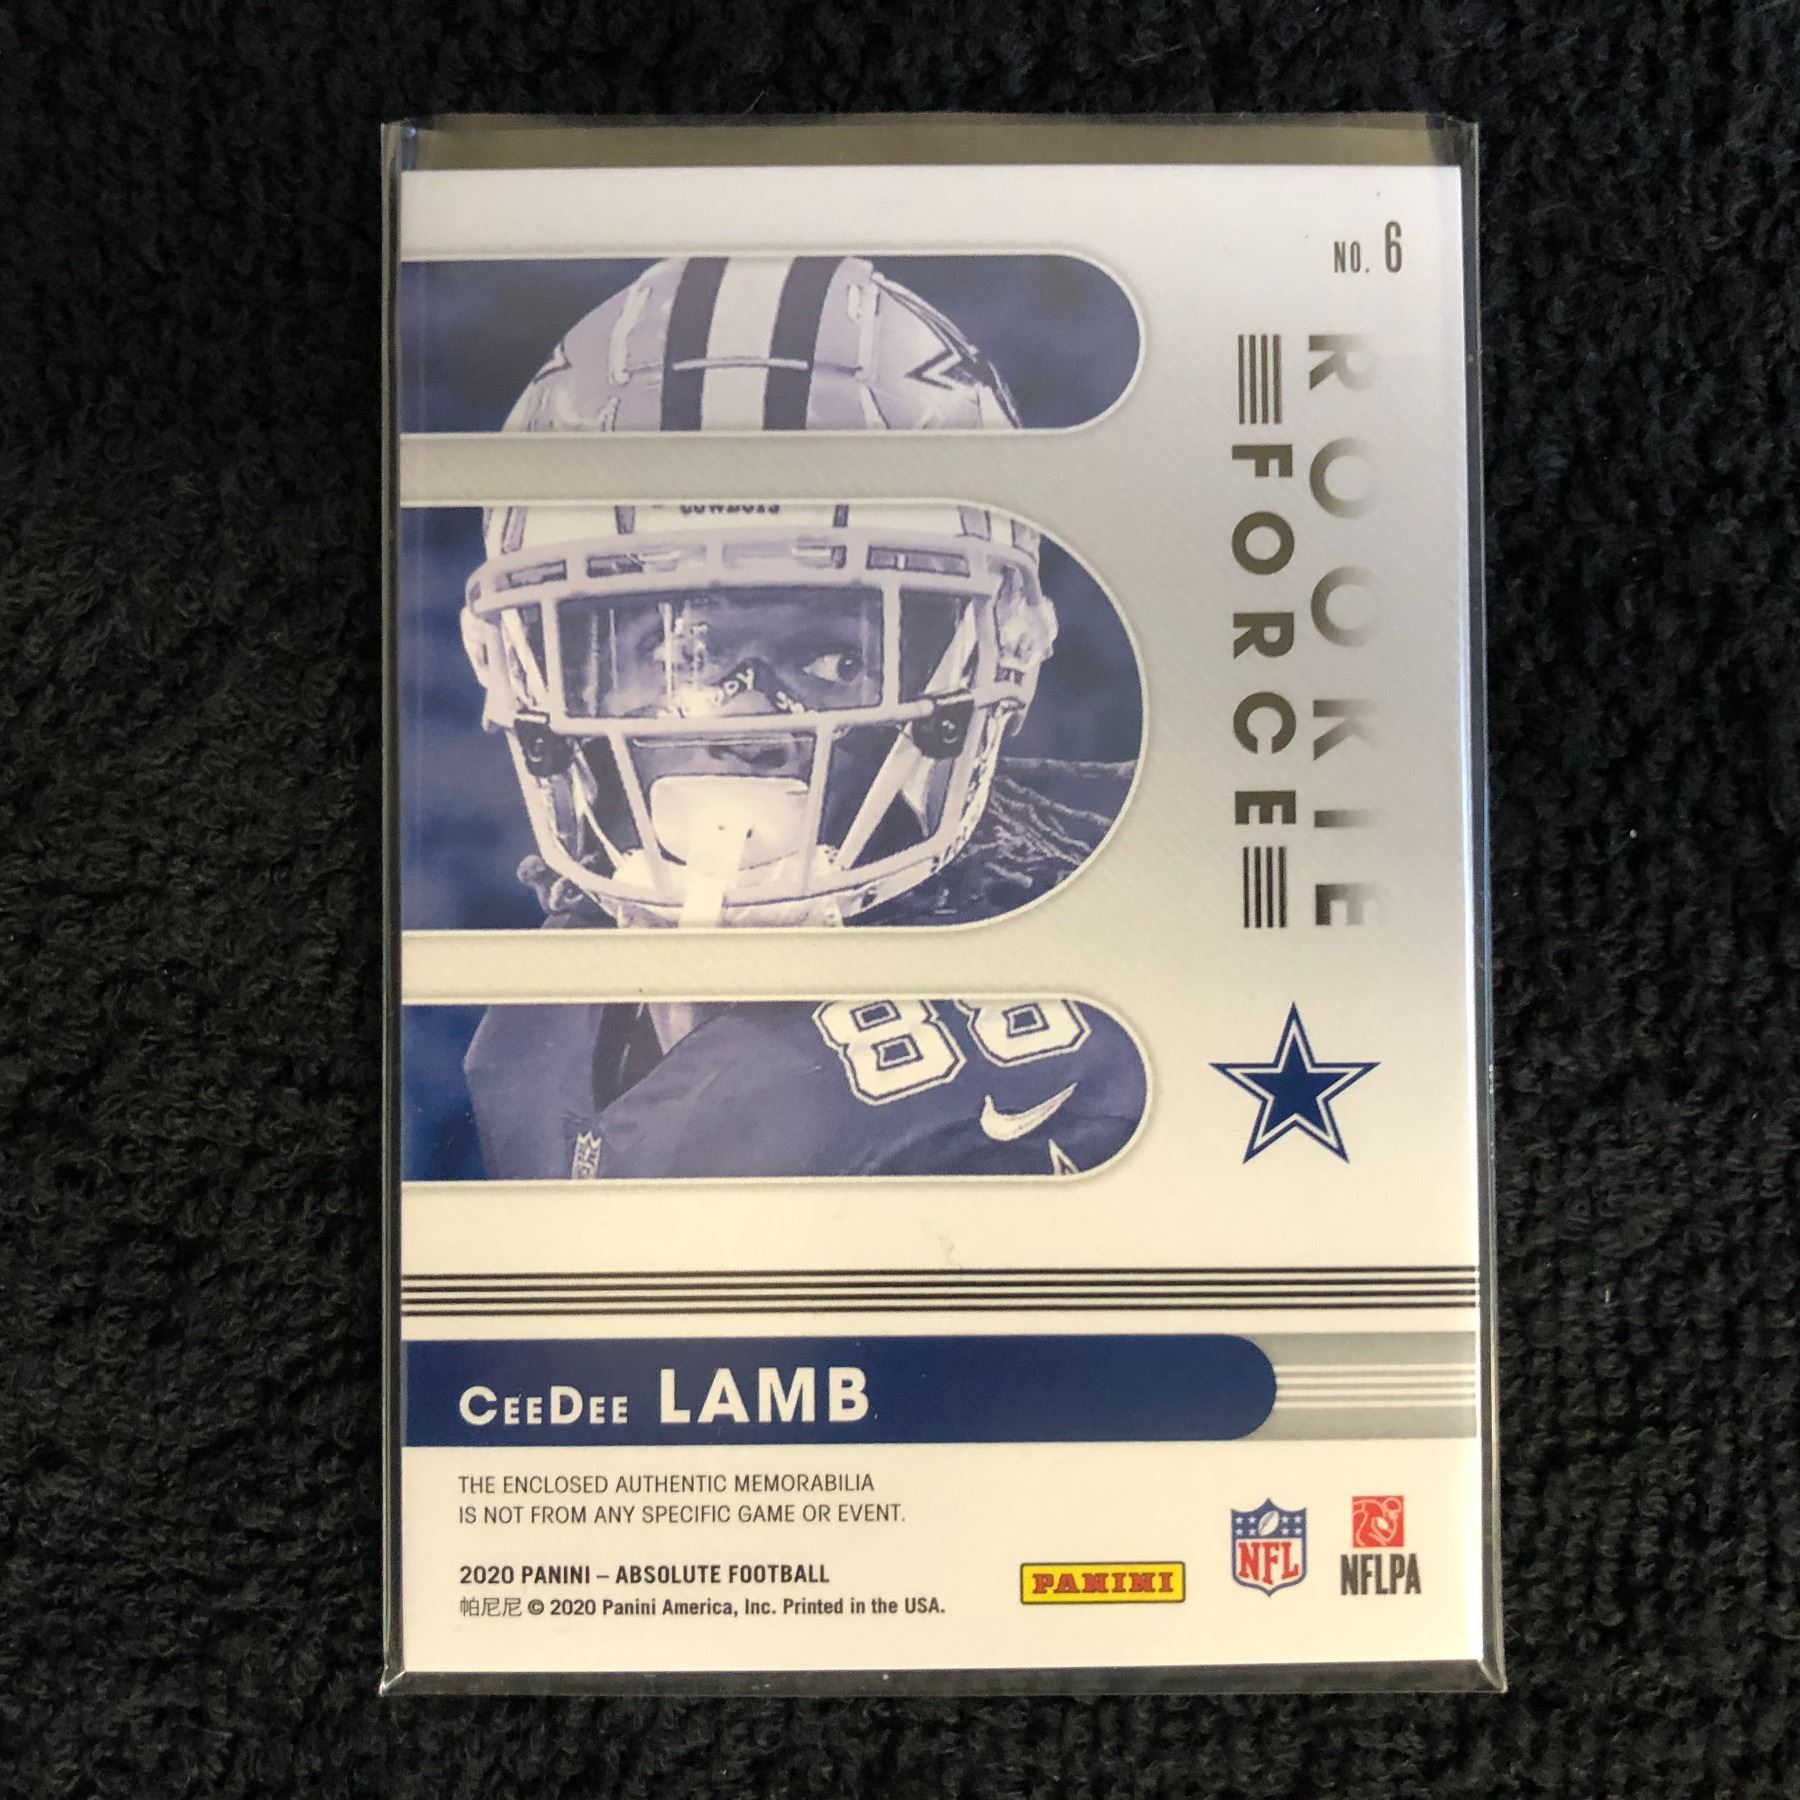 NO. 6
ROOKIE
FORCE
COWBOYS
88
88
CEEDEE LAMB
THE ENCLOSED AUTHENTIC MEMORABILIA
IS NOT FROM ANY SPECIFIC GAME OR EVENT.
2020 PANINI – ABSOLUTE FOOTBALL
帕尼尼 © 2020 Panini America, Inc. Printed in the USA.
PANINI
NFL
NFLPA